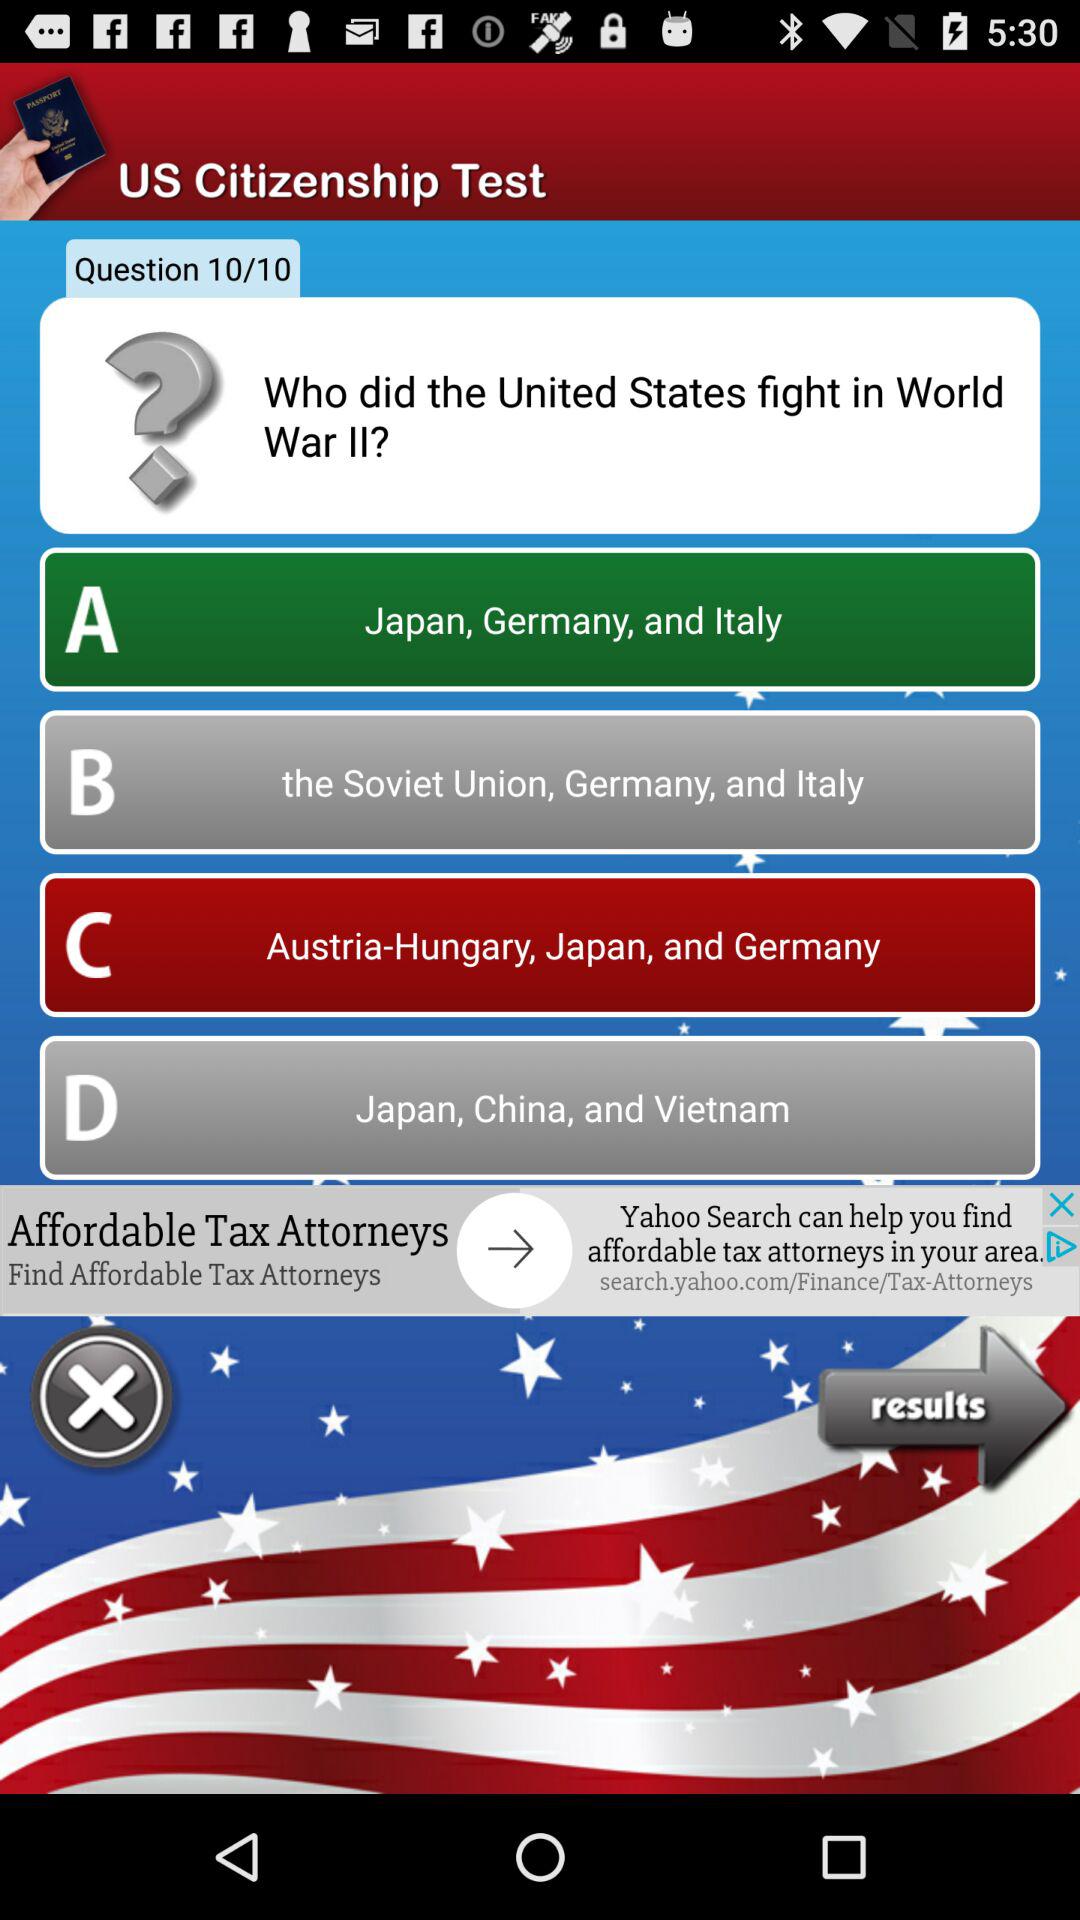 FAKE
5:30
PASSPORT
US Citizenship Test
Question 10/10
Who did the United States fight in World
War II?
A
Japan, Germany, and Italy
B
the Soviet Union, Germany, and Italy
C
Austria-Hungary, Japan, and Germany
D
Japan, China, and Vietnam
Affordable Tax Attorneys
Find Affordable Tax Attorneys
Yahoo Search can help you find
affordable tax attorneys in your area.
search.yahoo.com/Finance/Tax-Attorneys
results